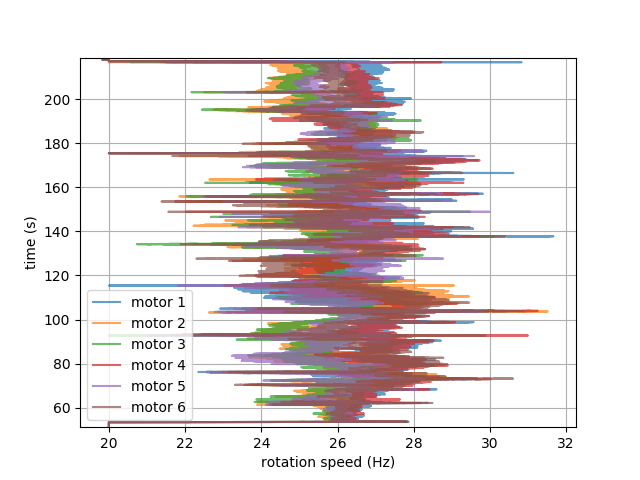 200
180
160
140
120
100
80
60
time (s)
motor 1
motor 2
motor 3
motor 4
motor 5
motor 6
20 22 24 26 28 30 32
rotation speed (Hz)